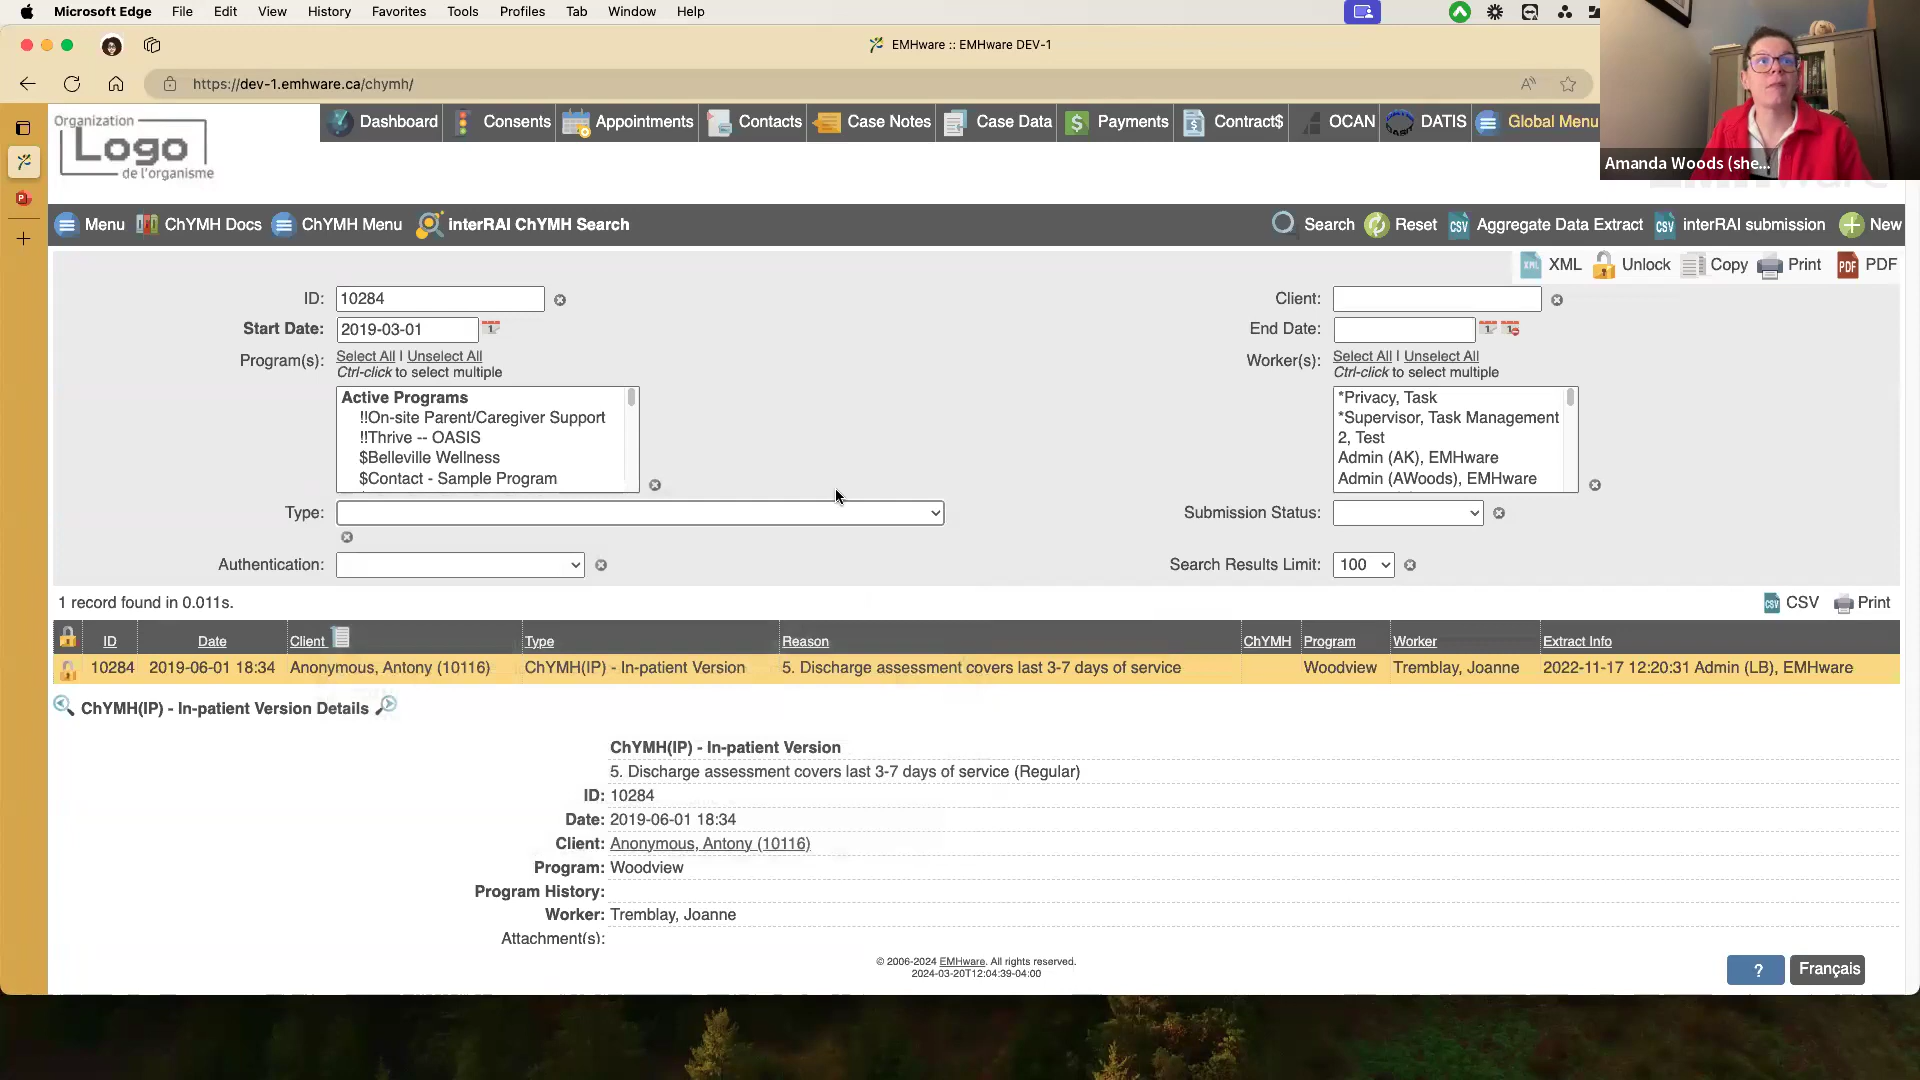 Microsoft Edge File Edit View History Favorites Tools Profiles Tab Window Help
EMHware :: EMHware DEV-1
https://dev-1.emhware.ca/chymh/
Organization
Logo
de l'organisme
Dashboard Consents Appointments Contacts Case Notes Case Data Payments Contract$ OCAN DATIS Global Menu
Amanda Woods (she...
Menu ChYMH Docs ChYMH Menu interRAI ChYMH Search Search Reset CSV Aggregate Data Extract CSV interRAI submission New
XML Unlock Copy Print PDF
ID: 10284 Client:
Start Date: 2019-03-01 End Date:
Program(s): Select All | Unselect All Worker(s): Select All | Unselect All
Ctrl-click to select multiple Ctrl-click to select multiple
Active Programs *Privacy, Task
!!On-site Parent/Caregiver Support *Supervisor, Task Management
!!Thrive -- OASIS 2, Test
$Belleville Wellness Admin (AK), EMHware
$Contact - Sample Program Admin (AWoods), EMHware
Type: Submission Status:
Authentication: Search Results Limit: 100
1 record found in 0.011s. CSV Print
ID Date Client Type Reason ChYMH Program Worker Extract Info
10284 2019-06-01 18:34 Anonymous, Antony (10116) ChYMH(IP) - In-patient Version 5. Discharge assessment covers last 3-7 days of service Woodview Tremblay, Joanne 2022-11-17 12:20:31 Admin (LB), EMHware
ChYMH(IP) - In-patient Version Details
ChYMH(IP) - In-patient Version
5. Discharge assessment covers last 3-7 days of service (Regular)
ID: 10284
Date: 2019-06-01 18:34
Client: Anonymous, Antony (10116)
Program: Woodview
Program History:
Worker: Tremblay, Joanne
Attachment(s):
© 2006-2024 EMHware. All rights reserved.
2024-03-20T12:04:39-04:00
? Français